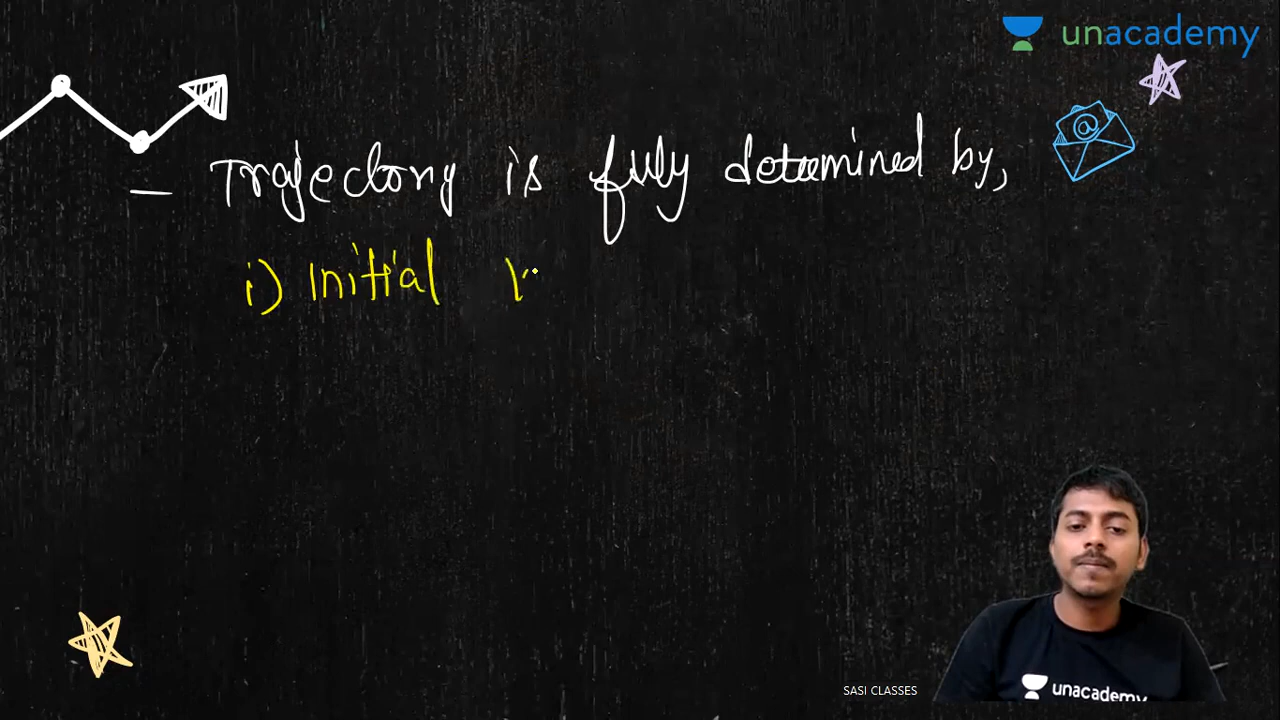 unacademy
— Trajectory is fully determined by,
i) Initial
SASI CLASSES
unacademy